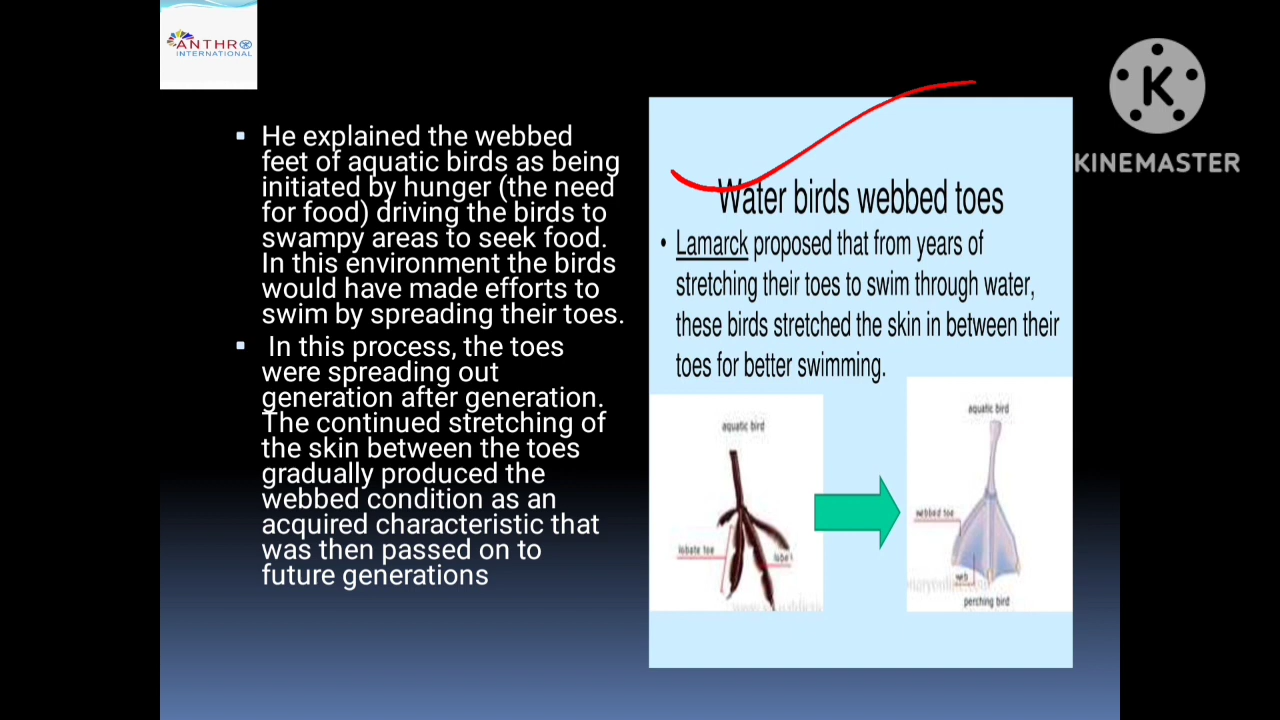 ANTHRO
INTERNATIONAL
KINEMASTER
He explained the webbed
feet of aquatic birds as being
initiated by hunger (the need
for food) driving the birds to
swampy areas to seek food.
In this environment the birds
would have made efforts to
swim by spreading their toes.
In this process, the toes
were spreading out
generation after generation.
The continued stretching of
the skin between the toes
gradually produced the
webbed condition as an
acquired characteristic that
was then passed on to
future generations
Water birds webbed toes
• Lamarck proposed that from years of
stretching their toes to swim through water,
these birds stretched the skin in between their
toes for better swimming.
aquatic bird
lobate toe
lobe
aquatic bird
webbed toe
web
perching bird